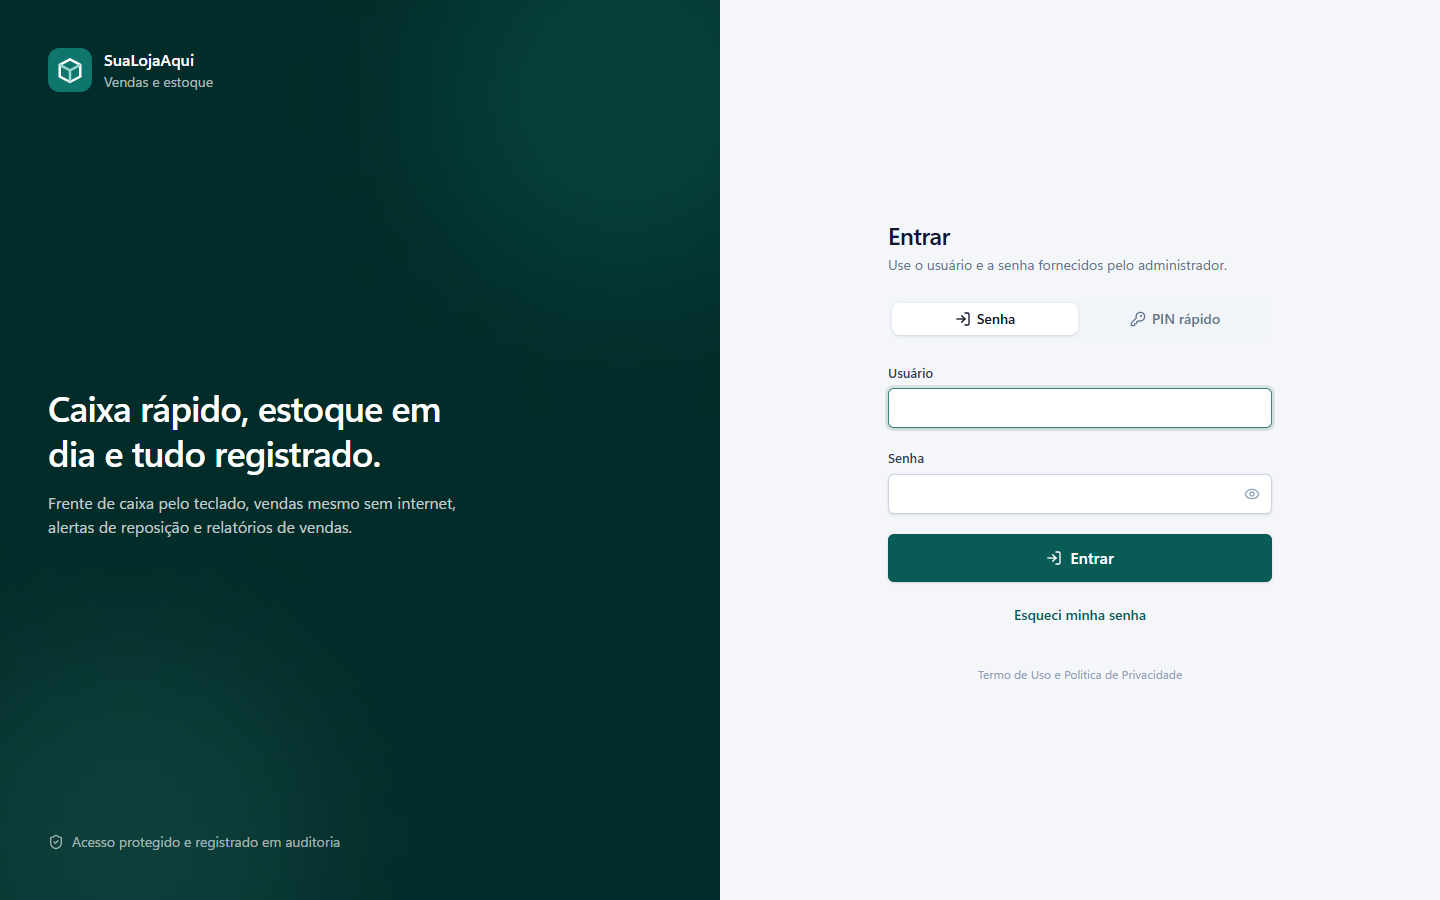 SuaLojaAqui
Vendas e estoque
Caixa rápido, estoque em
dia e tudo registrado.
Frente de caixa pelo teclado, vendas mesmo sem internet,
alertas de reposição e relatórios de vendas.
Acesso protegido e registrado em auditoria
Entrar
Use o usuário e a senha fornecidos pelo administrador.
Senha
PIN rápido
Usuário
Senha
Entrar
Esqueci minha senha
Termo de Uso e Política de Privacidade